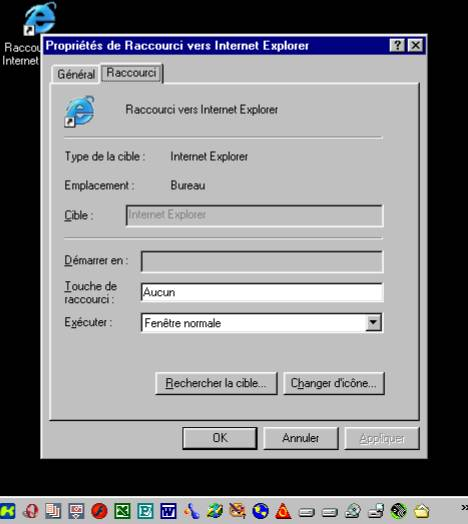 Raccou
Internet
Propriétés de Raccourci vers Internet Explorer
Général
Raccourci
Raccourci vers Internet Explorer
Type de la cible : Internet Explorer
Emplacement : Bureau
Cible : Internet Explorer
Démarrer en :
Touche de raccourci : Aucun
Exécuter : Fenêtre normale
Rechercher la cible...
Changer d'icône...
OK
Annuler
Appliquer